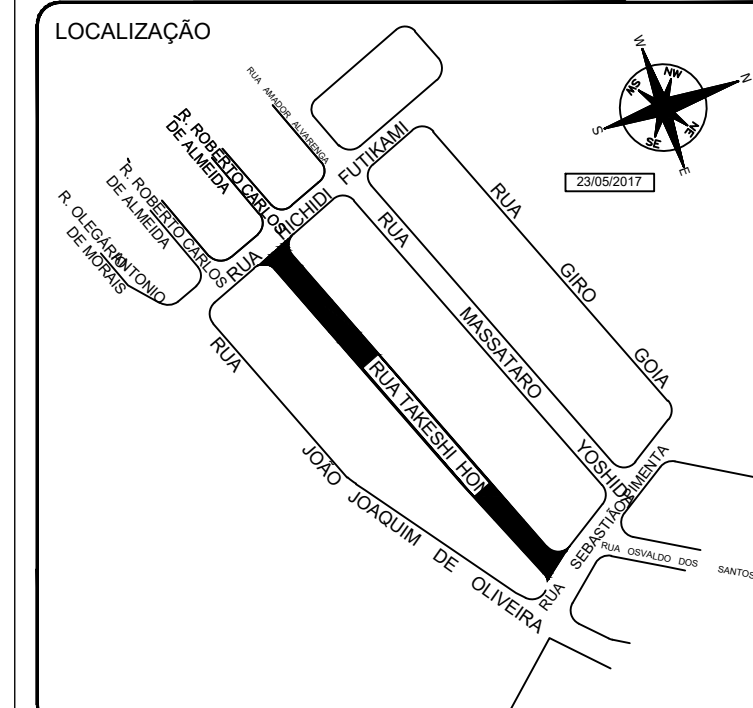 LOCALIZAÇÃO
W
N
NW
SW
NE
SE
S
E
23/05/2017
RUA AMADOR ALVARENGA
R. ROBERTO CARLOS
DE ALMEIDA
R. ROBERTO CARLOS
DE ALMEIDA
R. OLEGÁRIO ANTONIO
DE MORAIS
RUA HICHIDI FUTIKAMI
RUA GIRO GOIA
RUA MASSATARO YOSHIDA
RUA TAKESHI HON
RUA JOÃO JOAQUIM DE OLIVEIRA
RUA SEBASTIÃO PIMENTA
RUA OSVALDO DOS SANTOS